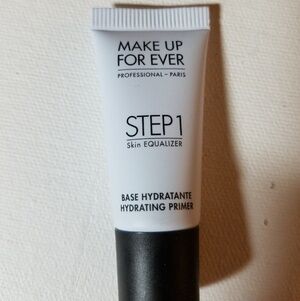 MAKE UP
FOR EVER
PROFESSIONAL – PARIS
STEP 1
Skin EQUALIZER
BASE HYDRATANTE
HYDRATING PRIMER